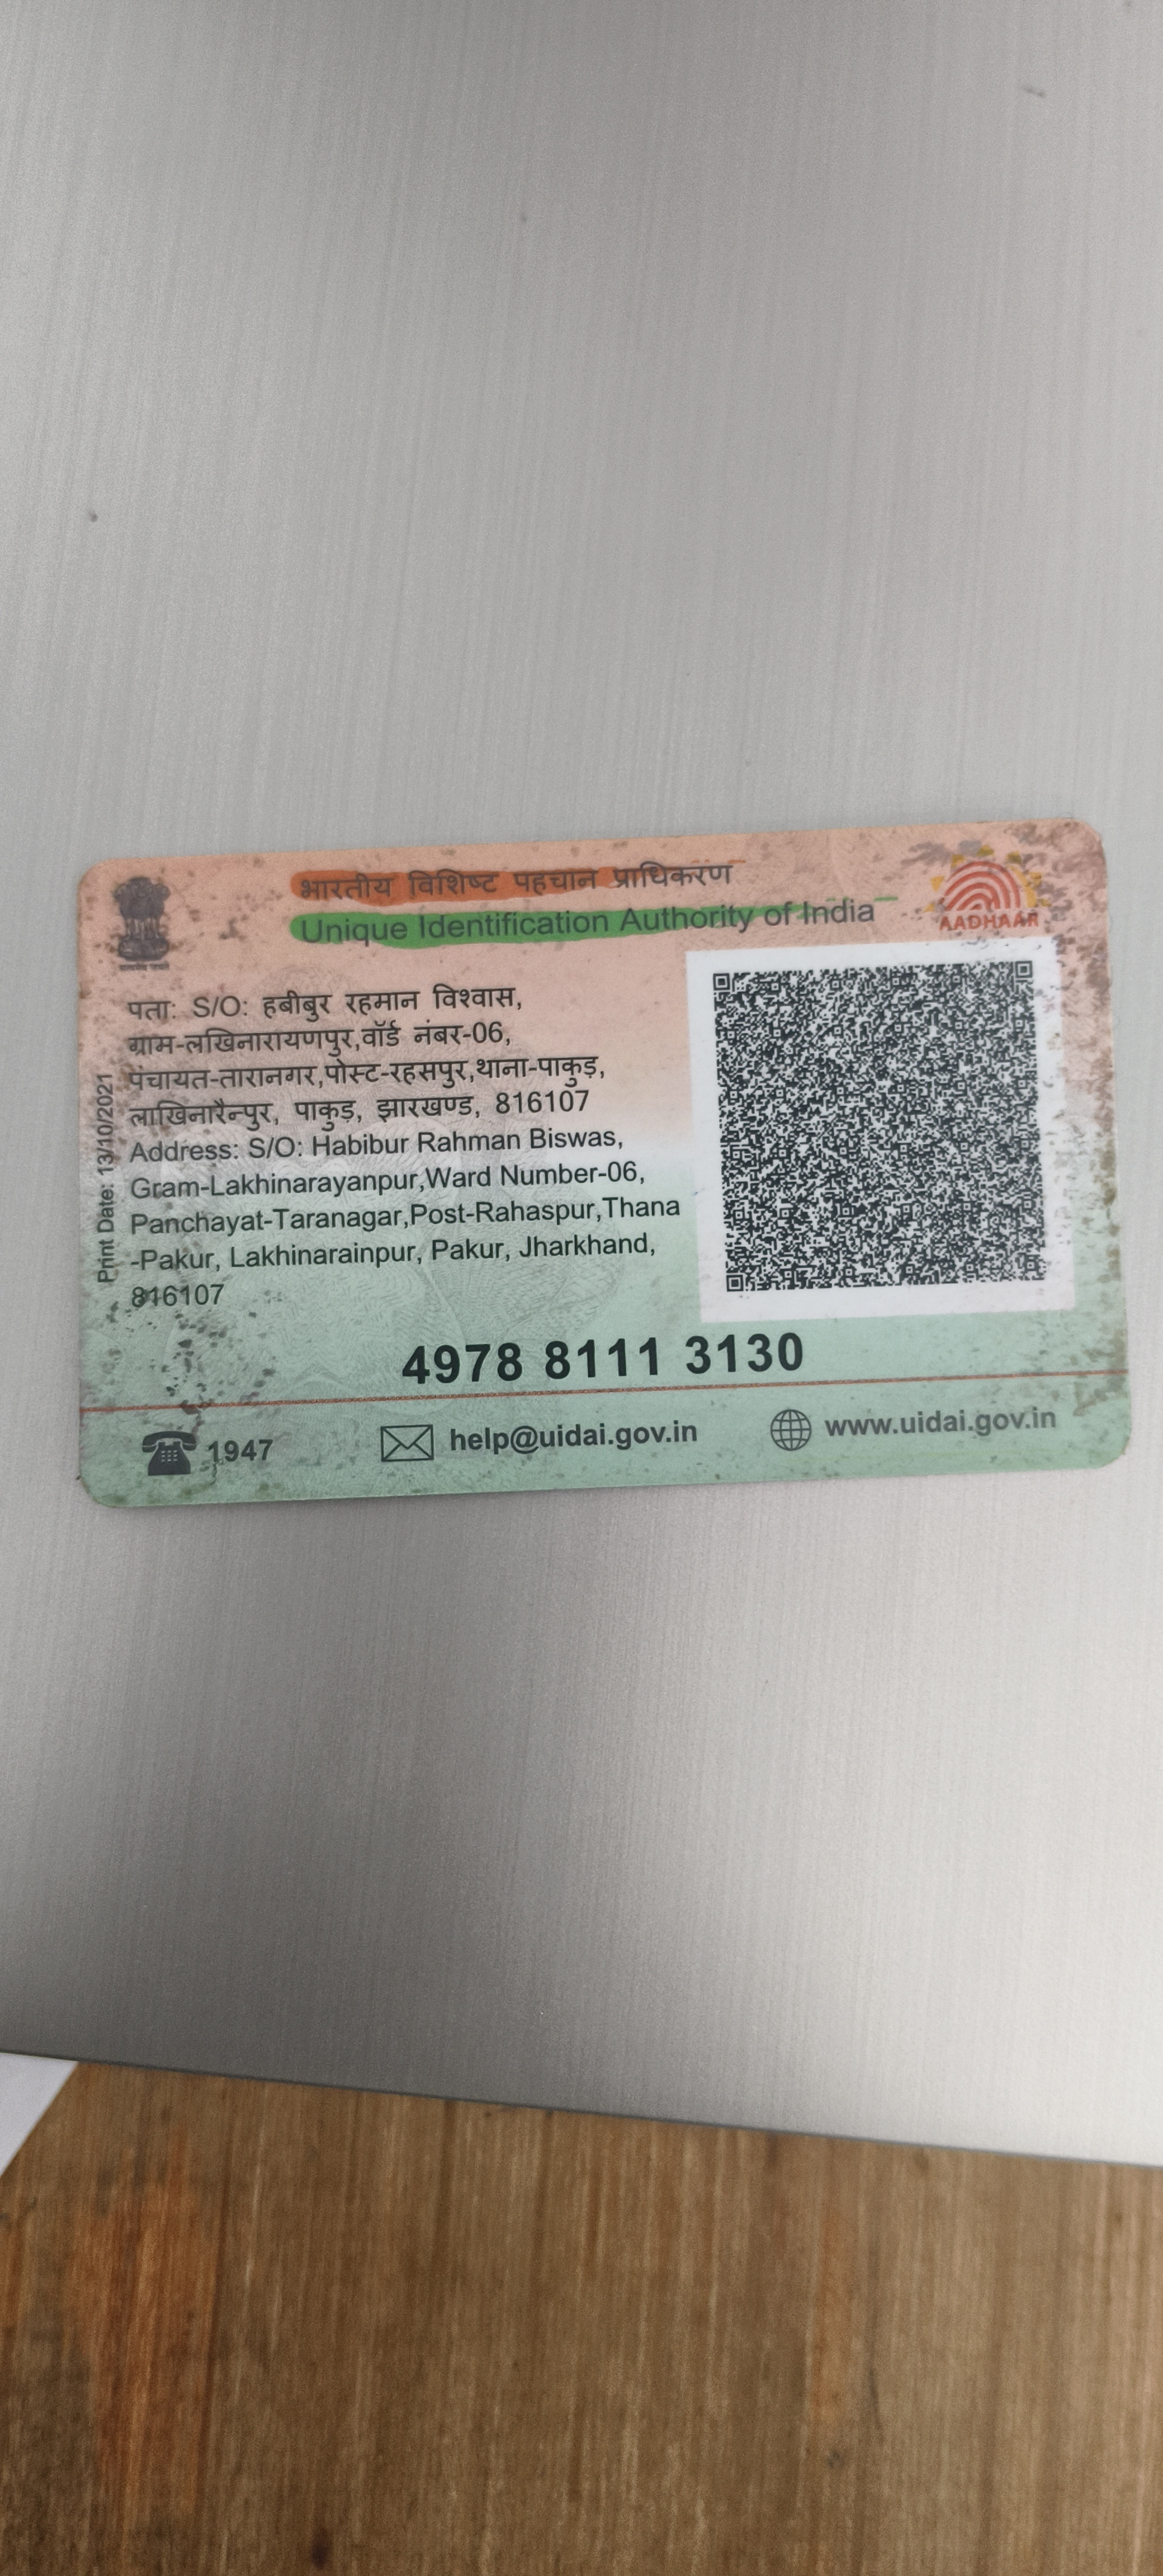 भारतीय विशिष्ट पहचान प्राधिकरण
Unique Identification Authority of India
AADHAAR
पता: S/O: हबीबुर रहमान विश्वास,
ग्राम-लखिनारायणपुर,वॉर्ड नंबर-06,
पंचायत-तारानगर,पोस्ट-रहसपुर,थाना-पाकुड़,
लाखिनारैन्पुर, पाकुड़, झारखण्ड, 816107
Address: S/O: Habibur Rahman Biswas,
Gram-Lakhinarayanpur,Ward Number-06,
Panchayat-Taranagar,Post-Rahaspur,Thana
-Pakur, Lakhinarainpur, Pakur, Jharkhand,
816107
Print Date: 13/10/2021
4978 8111 3130
1947
help@uidai.gov.in
www.uidai.gov.in